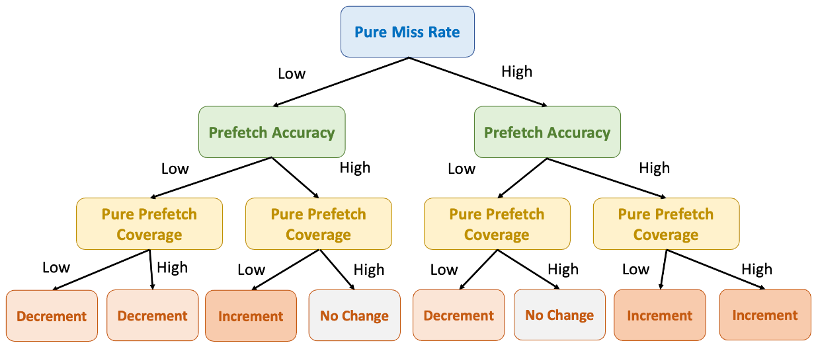 Pure Miss Rate
Low
High
Prefetch Accuracy
Prefetch Accuracy
Low
High
Low
High
Pure Prefetch
Coverage
Pure Prefetch
Coverage
Pure Prefetch
Coverage
Pure Prefetch
Coverage
Low
High
Low
High
Low
High
Low
High
Decrement
Decrement
Increment
No Change
Decrement
No Change
Increment
Increment